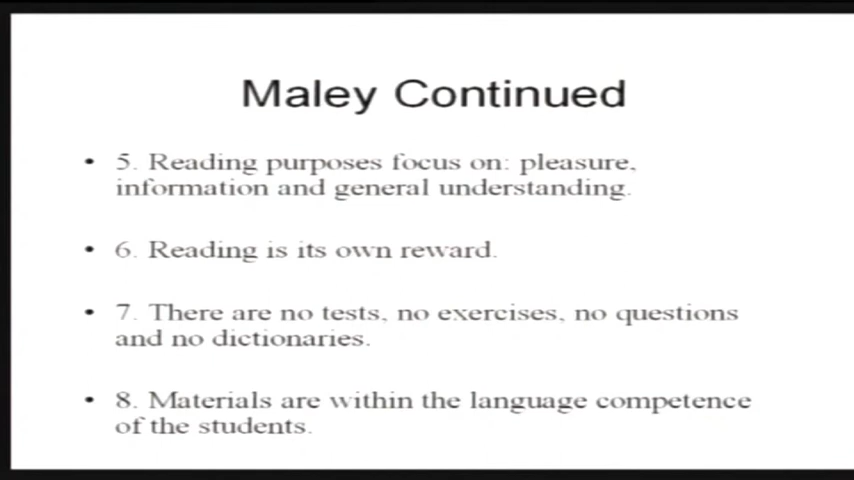 Maley Continued
• 5. Reading purposes focus on: pleasure,
information and general understanding.
• 6. Reading is its own reward.
• 7. There are no tests, no exercises, no questions
and no dictionaries.
• 8. Materials are within the language competence
of the students.